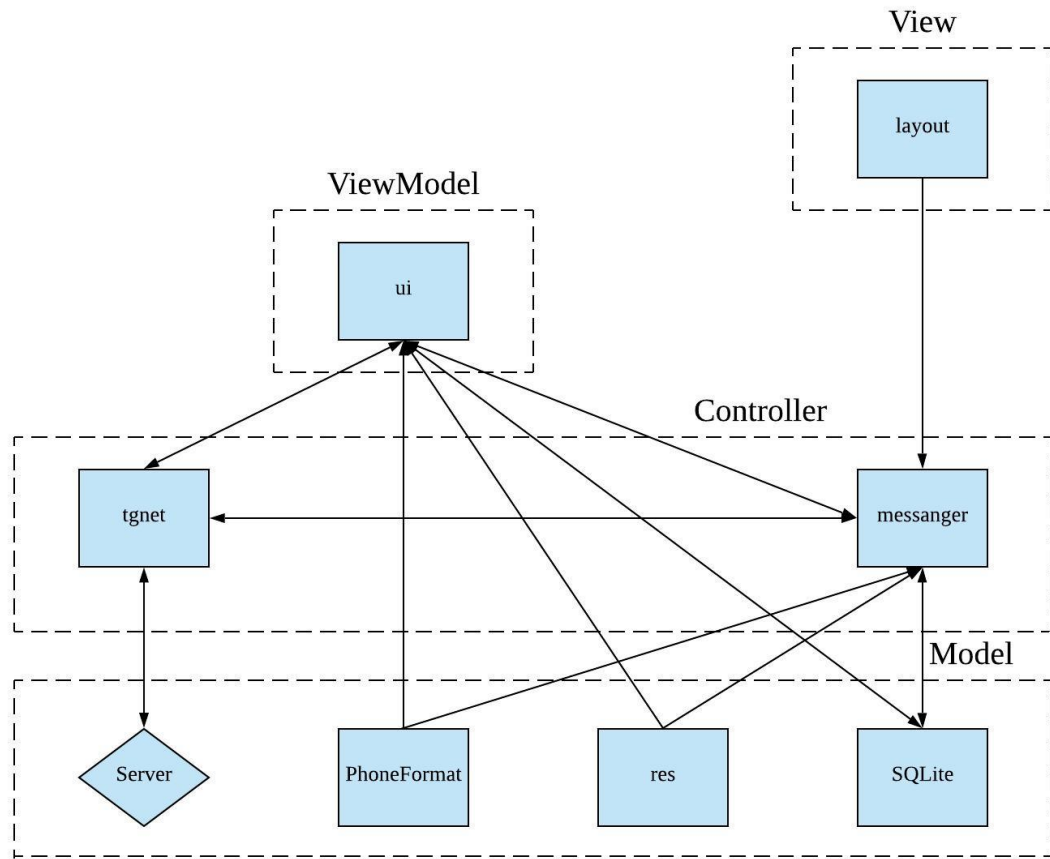 View
layout
ViewModel
ui
Controller
tgnet
messanger
Model
Server
PhoneFormat
res
SQLite